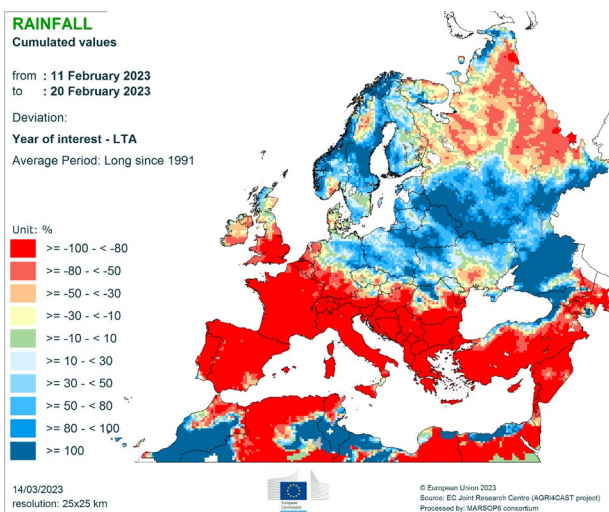 RAINFALL
Cumulated values
from : 11 February 2023
to : 20 February 2023
Deviation:
Year of interest - LTA
Average Period: Long since 1991
Unit: %
>= -100 - < -80
>= -80 - < -50
>= -50 - < -30
>= -30 - < -10
>= -10 - < 10
>= 10 - < 30
>= 30 - < 50
>= 50 - < 80
>= 80 - < 100
>= 100
14/03/2023
resolution: 25x25 km
European
Commission
© European Union 2023
Source: EC Joint Research Centre (AGRI4CAST project)
Processed by: MARSOP6 consortium